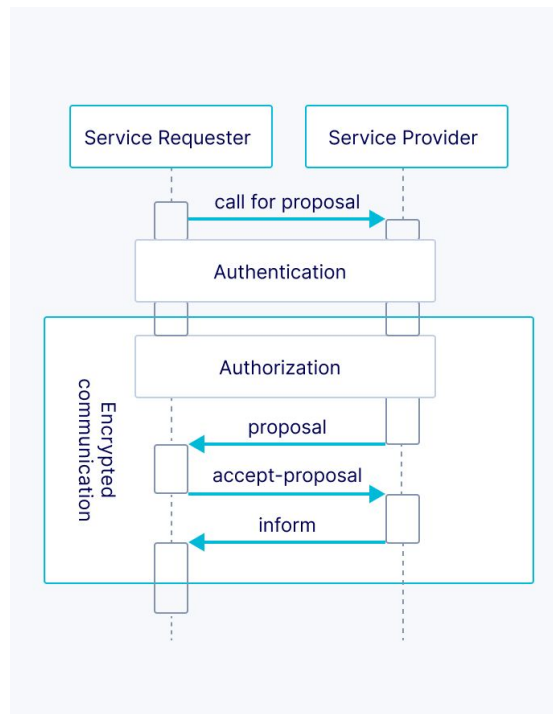 Service Requester
Service Provider
call for proposal
Authentication
Authorization
Encrypted
communication
proposal
accept-proposal
inform